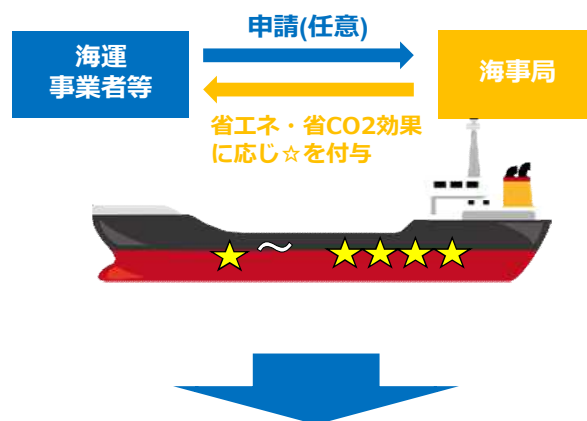 申請(任意)
海運
事業者等
海事局
省エネ・省CO2効果
に応じ☆を付与
～